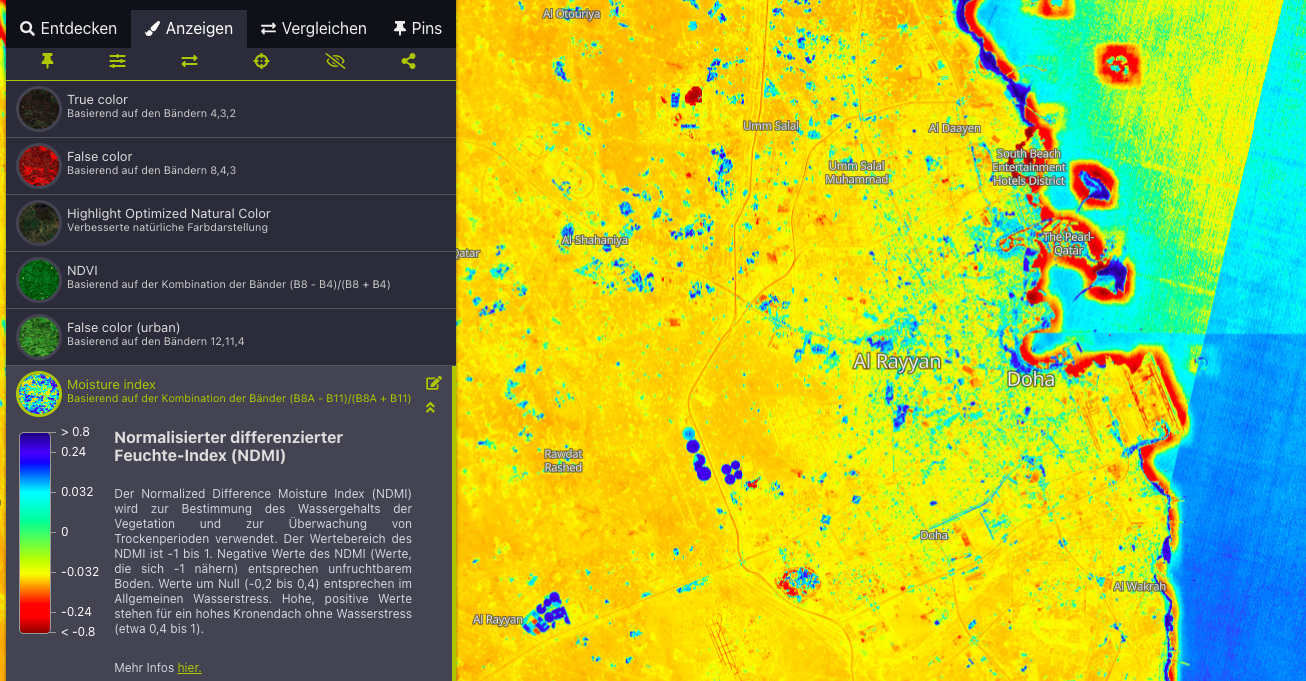 Entdecken
Anzeigen
Vergleichen
Pins
True color
Basierend auf den Bändern 4,3,2
False color
Basierend auf den Bändern 8,4,3
Highlight Optimized Natural Color
Verbesserte natürliche Farbdarstellung
NDVI
Basierend auf der Kombination der Bänder (B8 - B4)/(B8 + B4)
False color (urban)
Basierend auf den Bändern 12,11,4
Moisture index
Basierend auf der Kombination der Bänder (B8A - B11)/(B8A + B11)
> 0.8
0.24
0.032
0
-0.032
-0.24
< -0.8
Normalisierter differenzierter
Feuchte-Index (NDMI)
Der Normalized Difference Moisture Index (NDMI)
wird zur Bestimmung des Wassergehalts der
Vegetation und zur Überwachung von
Trockenperioden verwendet. Der Wertebereich des
NDMI ist -1 bis 1. Negative Werte des NDMI (Werte,
die sich -1 nähern) entsprechen unfruchtbarem
Boden. Werte um Null (-0,2 bis 0,4) entsprechen im
Allgemeinen Wasserstress. Hohe, positive Werte
stehen für ein hohes Kronendach ohne Wasserstress
(etwa 0,4 bis 1).
Mehr Infos hier.
Al Otouriya
Umm Salal
Al Daayen
South Beach
Entertainment
Hotels District
Umm Salal
Muhammad
Al-Shahaniya
Qatar
The Pearl-
Qatar
Al Rayyan
Doha
Rawdat
Rashed
Doha
Al Wakrah
Al Rayyan